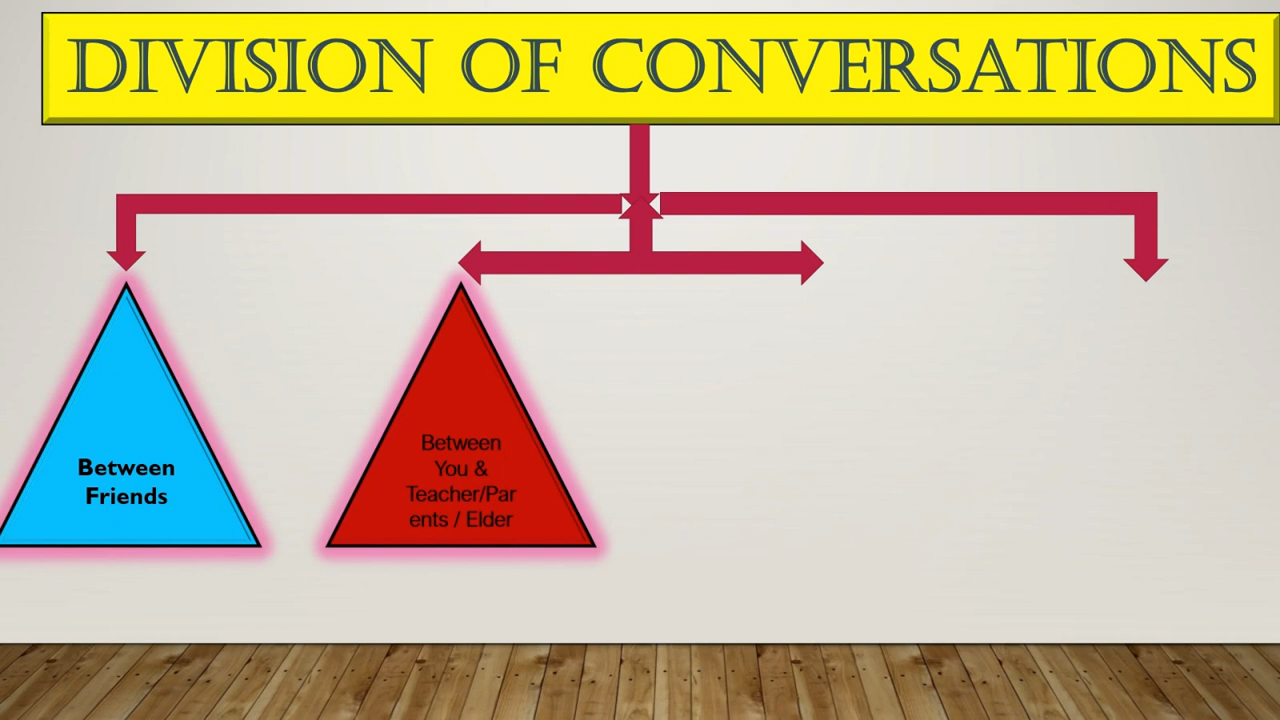 DIVISION OF CONVERSATIONS
Between
Friends
Between
You &
Teacher/Par
ents / Elder